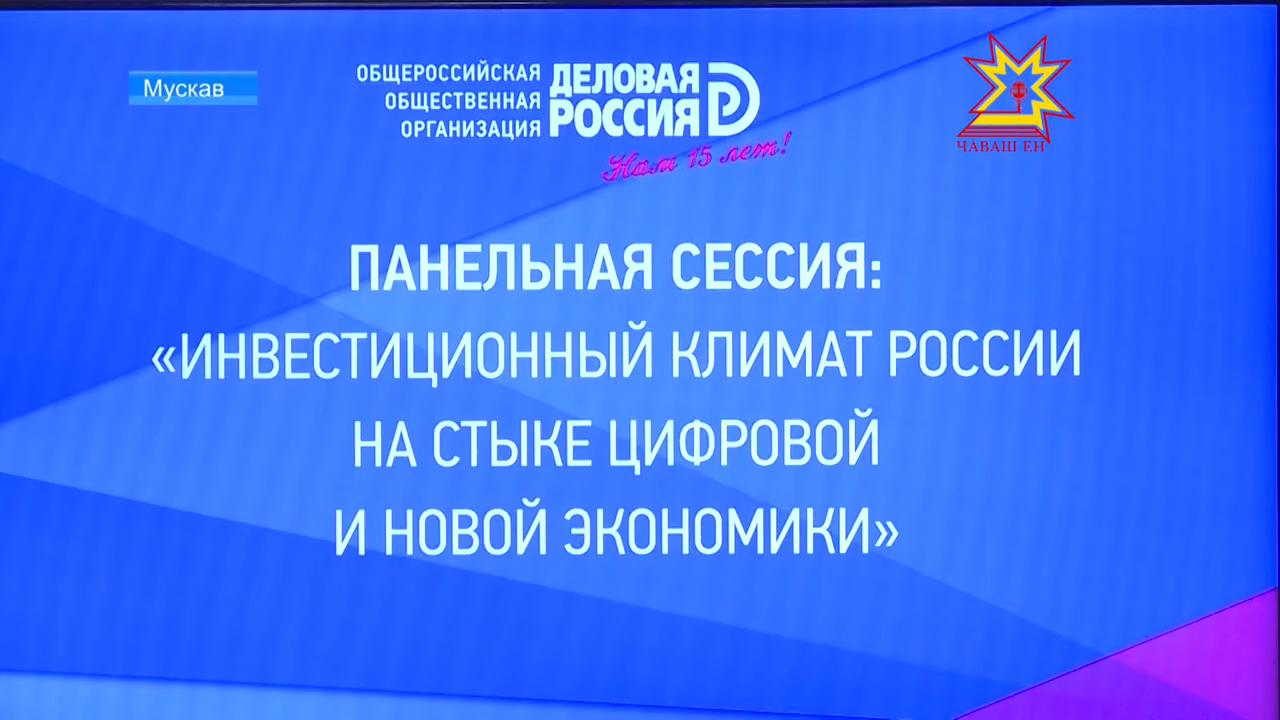 Мускав
ОБЩЕРОССИЙСКАЯ
ОБЩЕСТВЕННАЯ
ОРГАНИЗАЦИЯ
ДЕЛОВАЯ
РОССИЯ
Нам 15 лет!
ЧАВАШ ЕН
ПАНЕЛЬНАЯ СЕССИЯ:
«ИНВЕСТИЦИОННЫЙ КЛИМАТ РОССИИ
НА СТЫКЕ ЦИФРОВОЙ
И НОВОЙ ЭКОНОМИКИ»